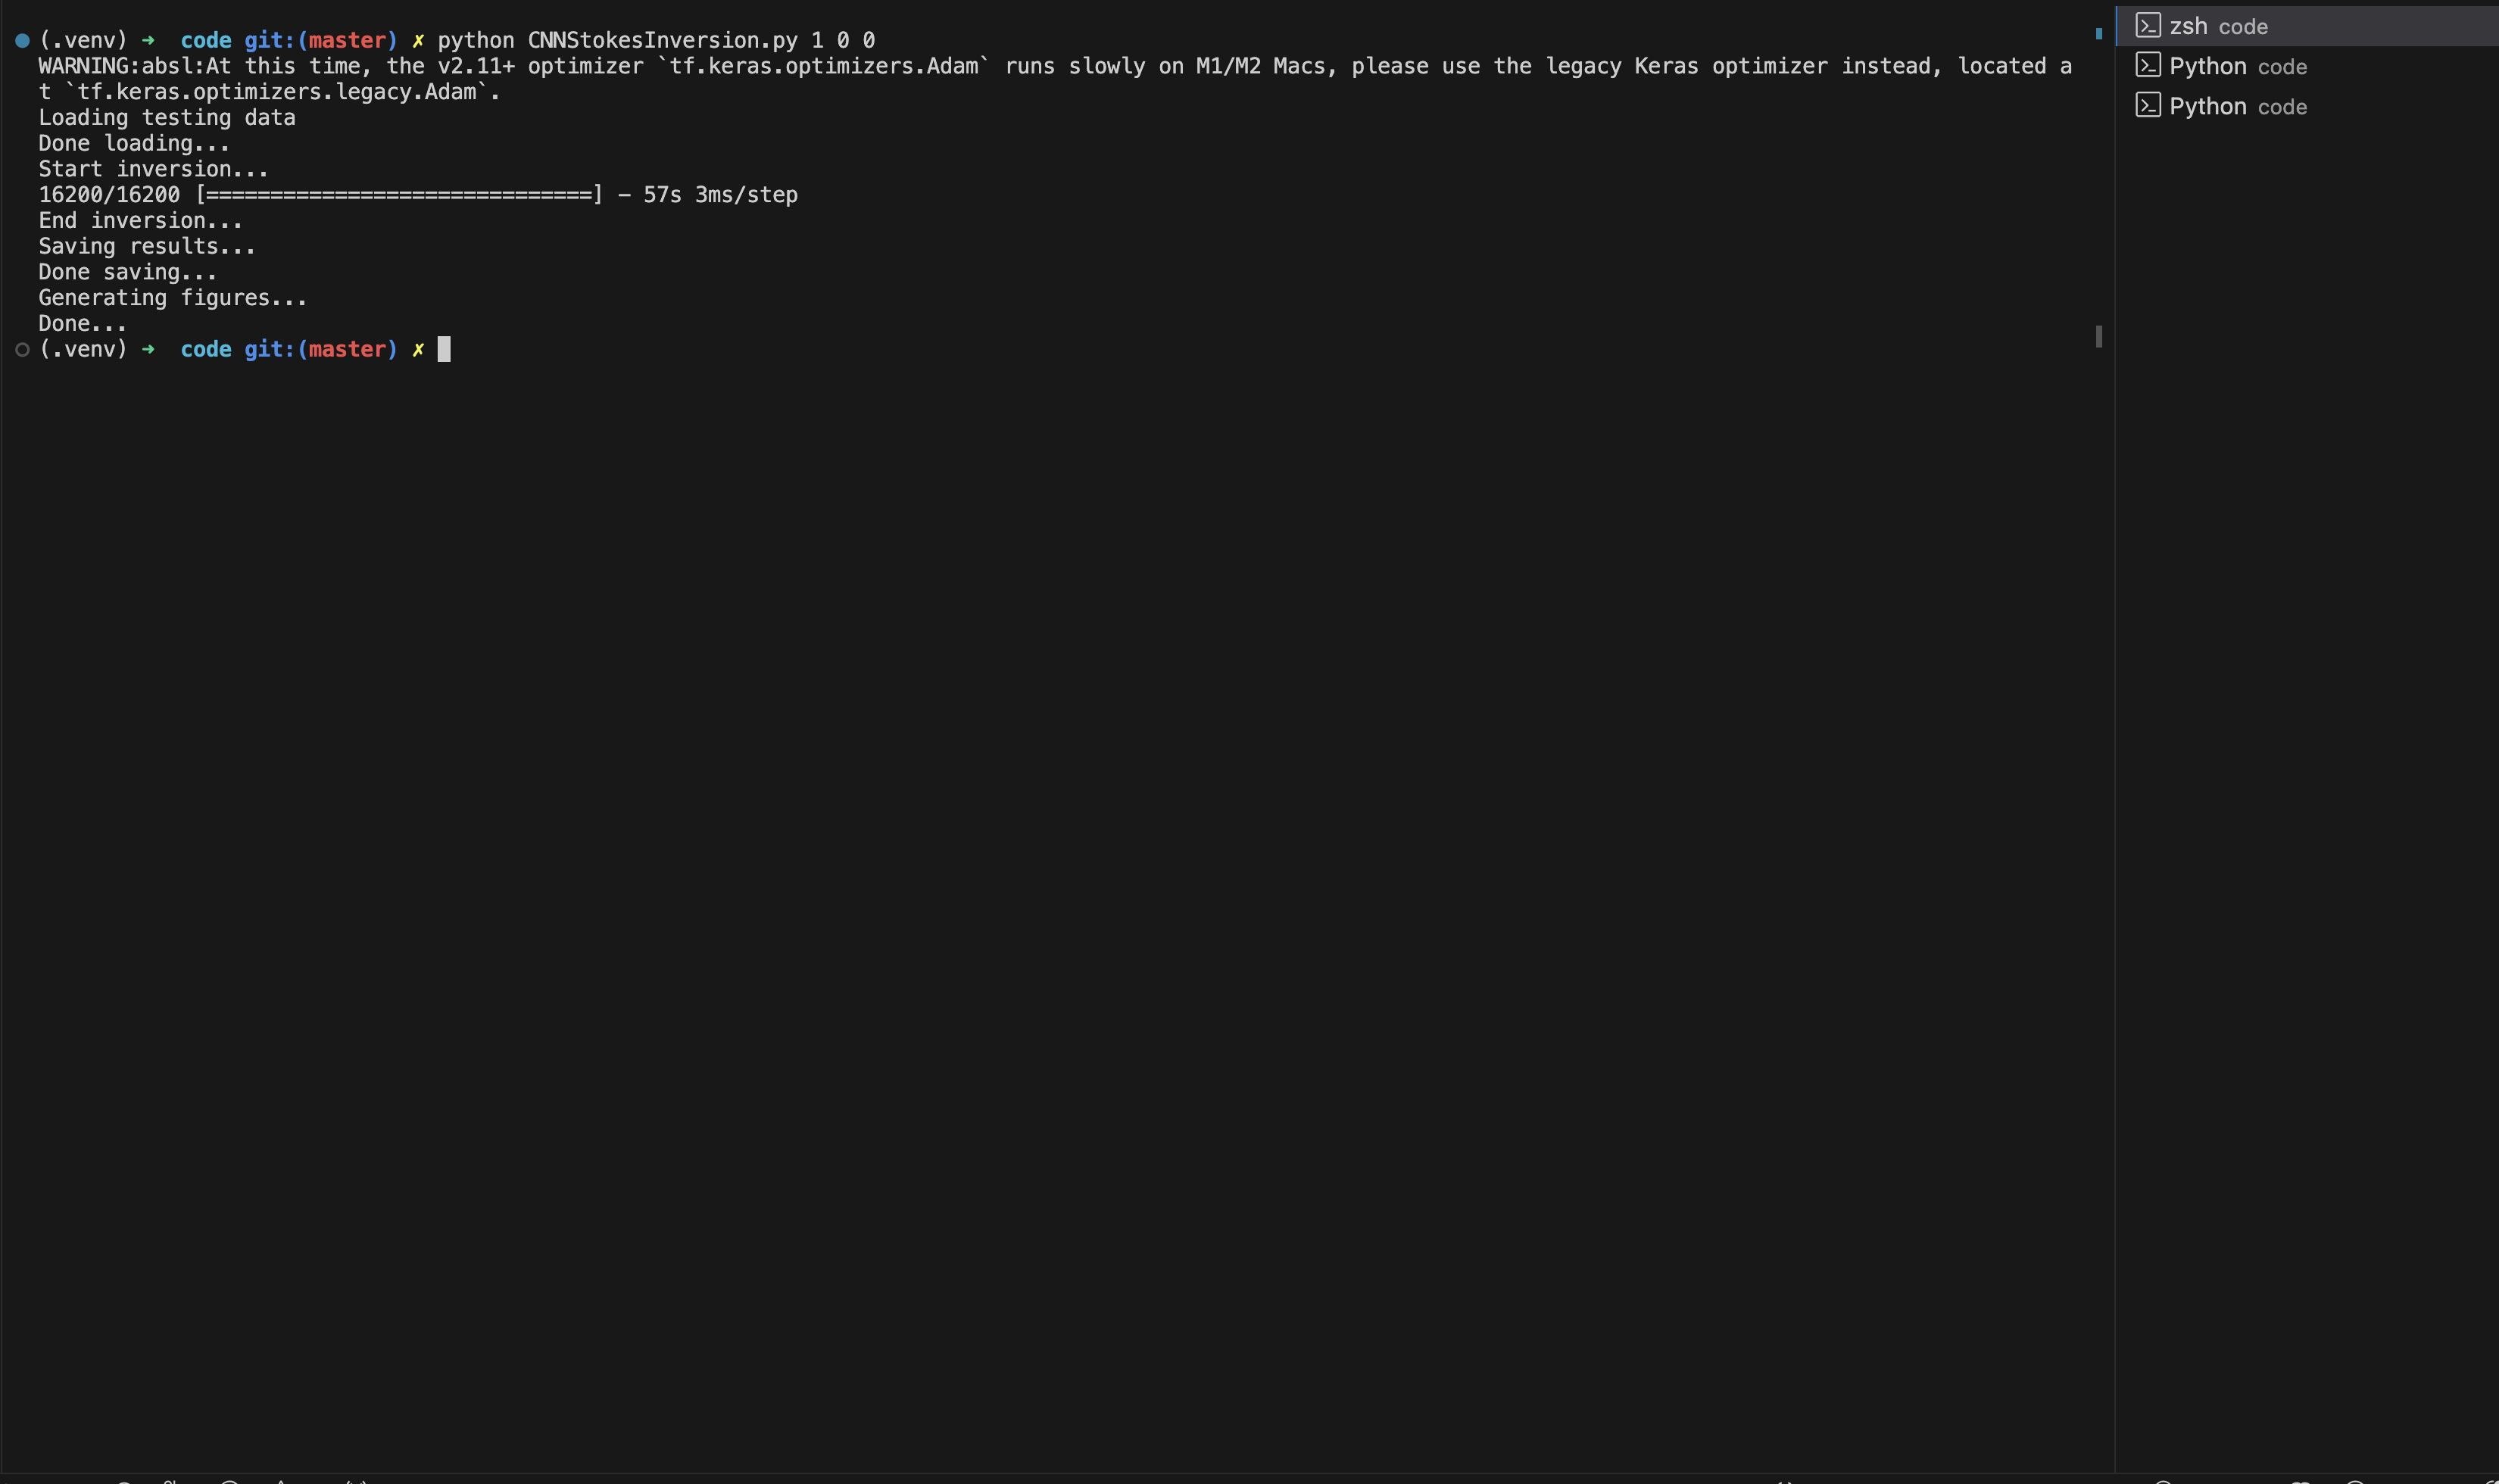 (.venv) ➜ code git:(master) ✗ python CNNStokesInversion.py 1 0 0
WARNING:absl:At this time, the v2.11+ optimizer `tf.keras.optimizers.Adam` runs slowly on M1/M2 Macs, please use the legacy Keras optimizer instead, located a
t `tf.keras.optimizers.legacy.Adam`.
Loading testing data
Done loading...
Start inversion...
16200/16200 [==============================] - 57s 3ms/step
End inversion...
Saving results...
Done saving...
Generating figures...
Done...
(.venv) ➜ code git:(master) ✗
zsh code
Python code
Python code